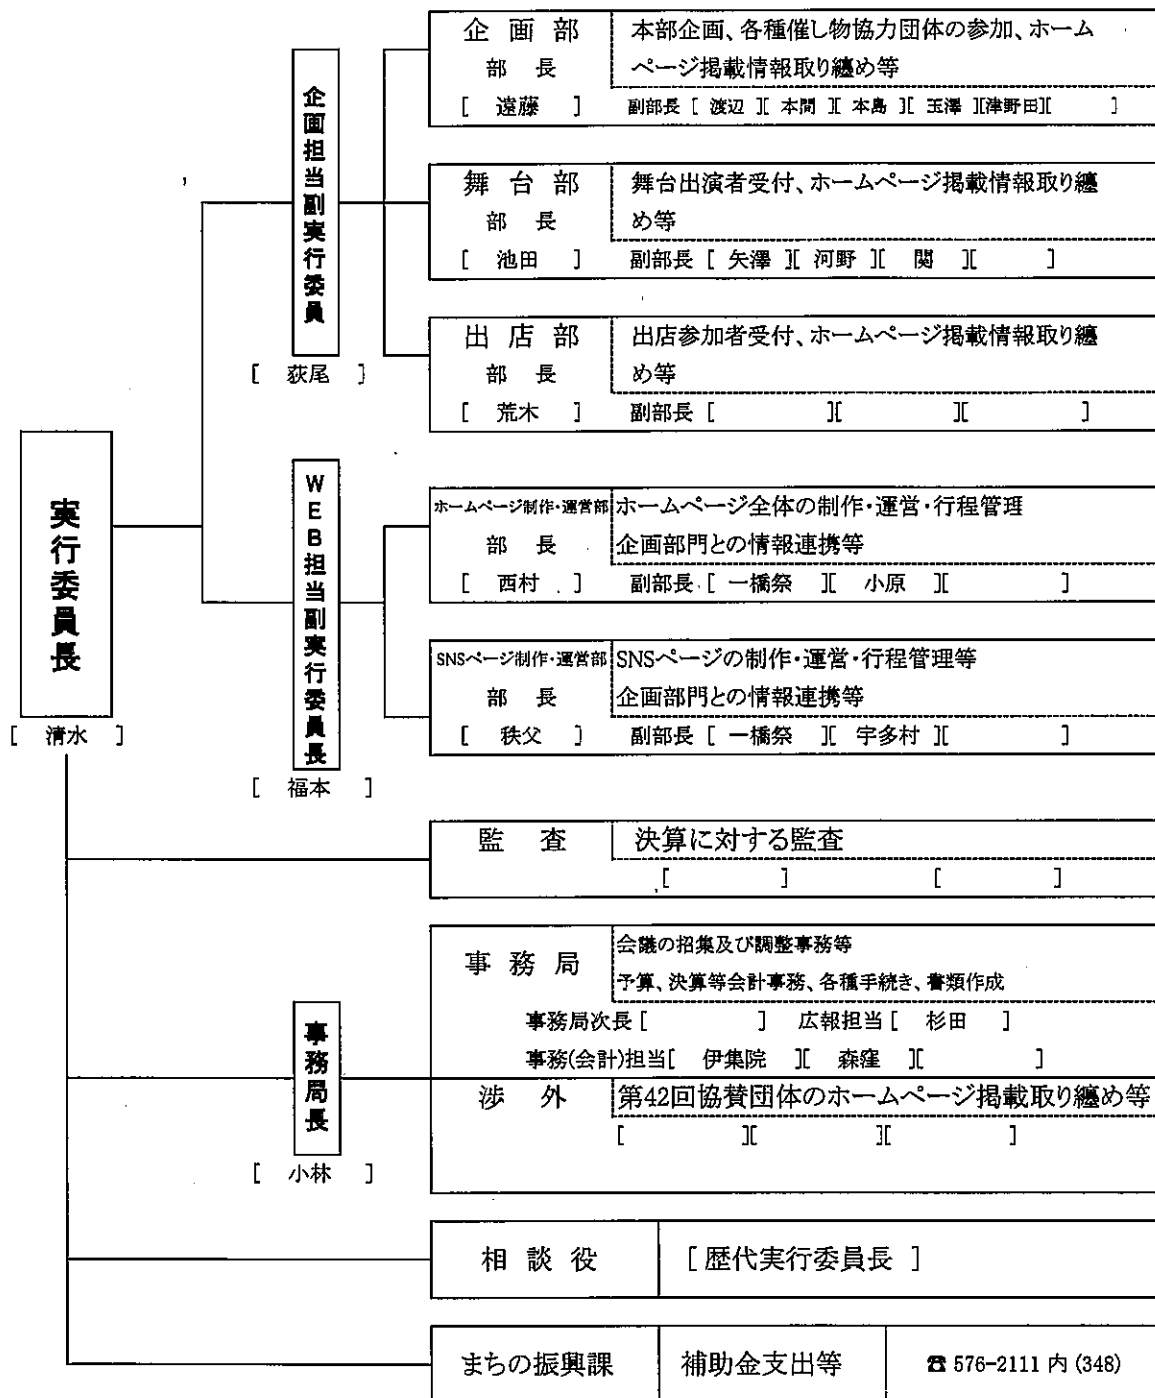 企画担当副実行委員
[ 荻尾 ]
企画部
部長
[ 遠藤 ]
本部企画、各種催し物協力団体の参加、ホーム
ページ掲載情報取り纏め等
副部長 [ 渡辺 ][ 本間 ][ 本島 ][ 玉澤 ][津野田][ ]
舞台部
部長
[ 池田 ]
舞台出演者受付、ホームページ掲載情報取り纏
め等
副部長 [ 矢澤 ][ 河野 ][ 関 ][ ]
出店部
部長
[ 荒木 ]
出店参加者受付、ホームページ掲載情報取り纏
め等
副部長 [ ][ ][ ]
実行委員長
[ 清水 ]
WEB担当副実行委員長
[ 福本 ]
ホームページ制作・運営部
部長
[ 西村 ]
ホームページ全体の制作・運営・行程管理
企画部門との情報連携等
副部長 [ 一橋祭 ][ 小原 ][ ]
SNSページ制作・運営部
部長
[ 秩父 ]
SNSページの制作・運営・行程管理等
企画部門との情報連携等
副部長 [ 一橋祭 ][ 宇多村 ][ ]
監査
決算に対する監査
[ ] [ ]
事務局長
[ 小林 ]
事務局
会議の招集及び調整事務等
予算、決算等会計事務、各種手続き、書類作成
事務局次長 [ ] 広報担当 [ 杉田 ]
事務(会計)担当[ 伊集院 ][ 森窪 ][ ]
渉外
第42回協賛団体のホームページ掲載取り纏め等
[ ][ ][ ]
相談役
[ 歴代実行委員長 ]
まちの振興課
補助金支出等
☎ 576-2111 内 (348)